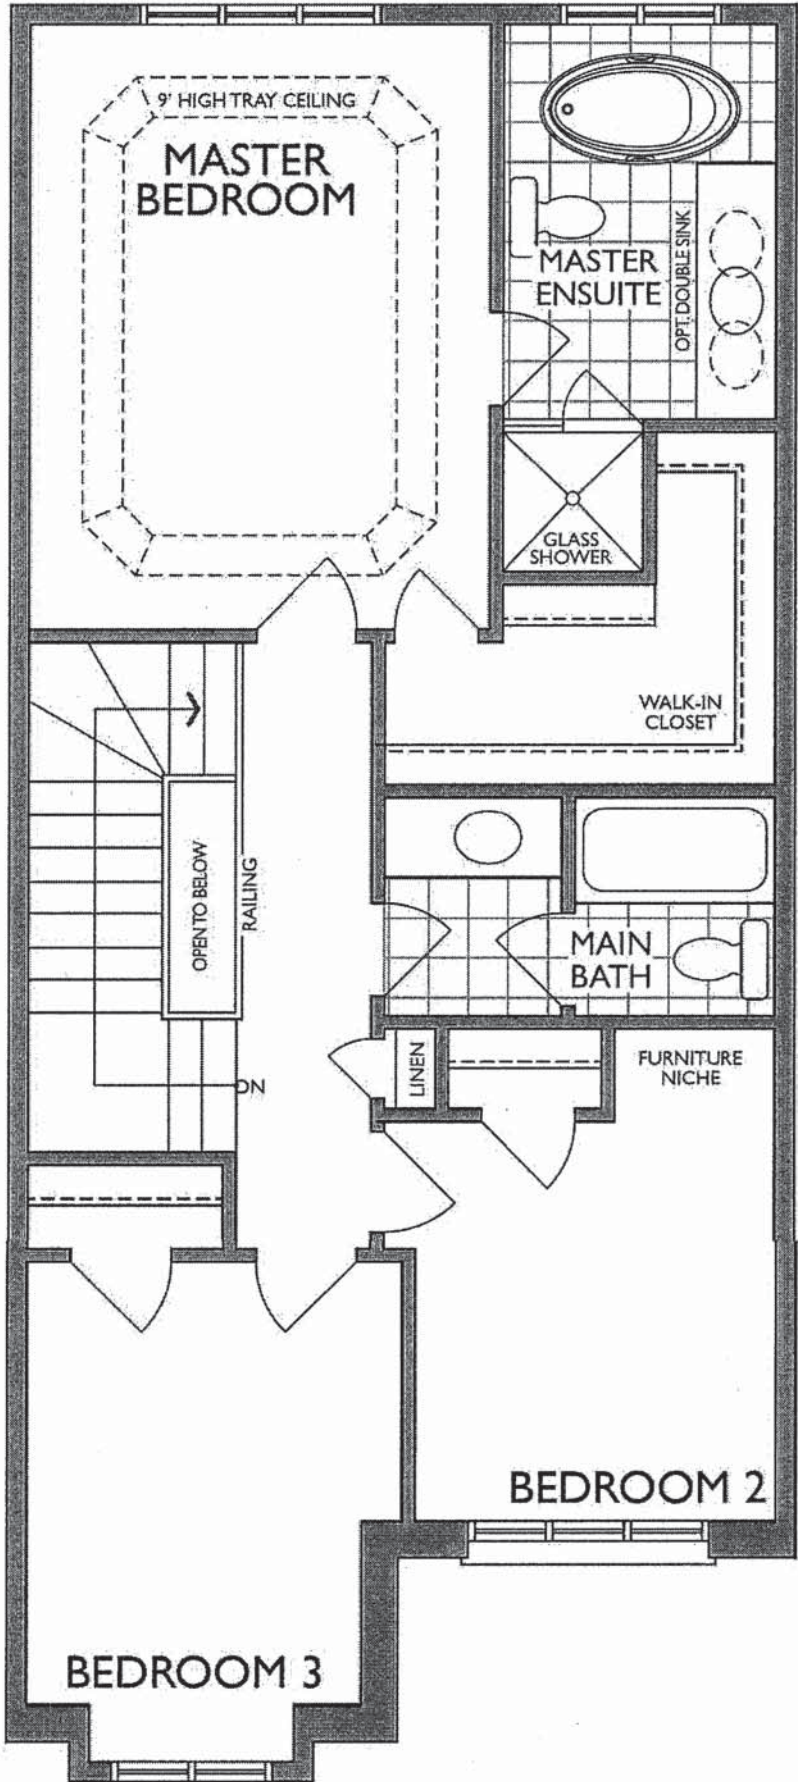 9' HIGH TRAY CEILING
MASTER
BEDROOM
MASTER
ENSUITE
OPT. DOUBLE SINK
GLASS
SHOWER
WALK-IN
CLOSET
OPEN TO BELOW
RAILING
MAIN
BATH
DN
LINEN
FURNITURE
NICHE
BEDROOM 2
BEDROOM 3